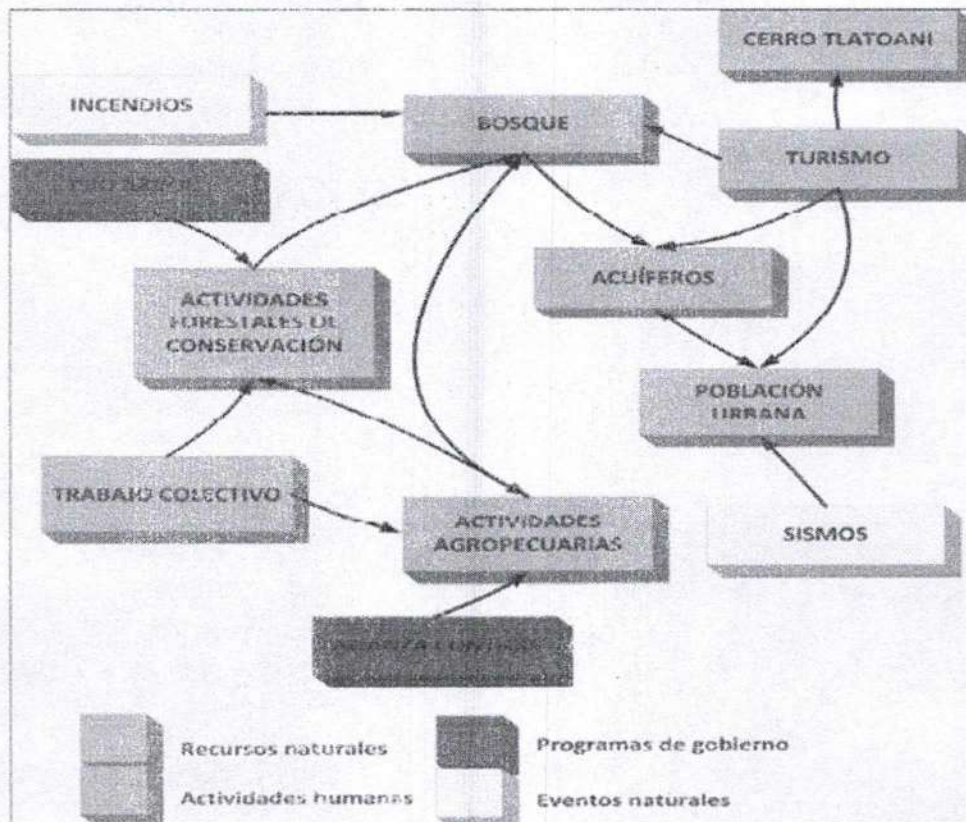 CERRO TLATOANI
INCENDIOS
BOSQUE
TURISMO
ACUÍFEROS
ACTIVIDADES
FORESTALES DE
CONSERVACIÓN
POBLACIÓN
URBANA
TRABAJO COLECTIVO
ACTIVIDADES
AGROPECUARIAS
SISMOS
Recursos naturales
Programas de gobierno
Actividades humanas
Eventos naturales